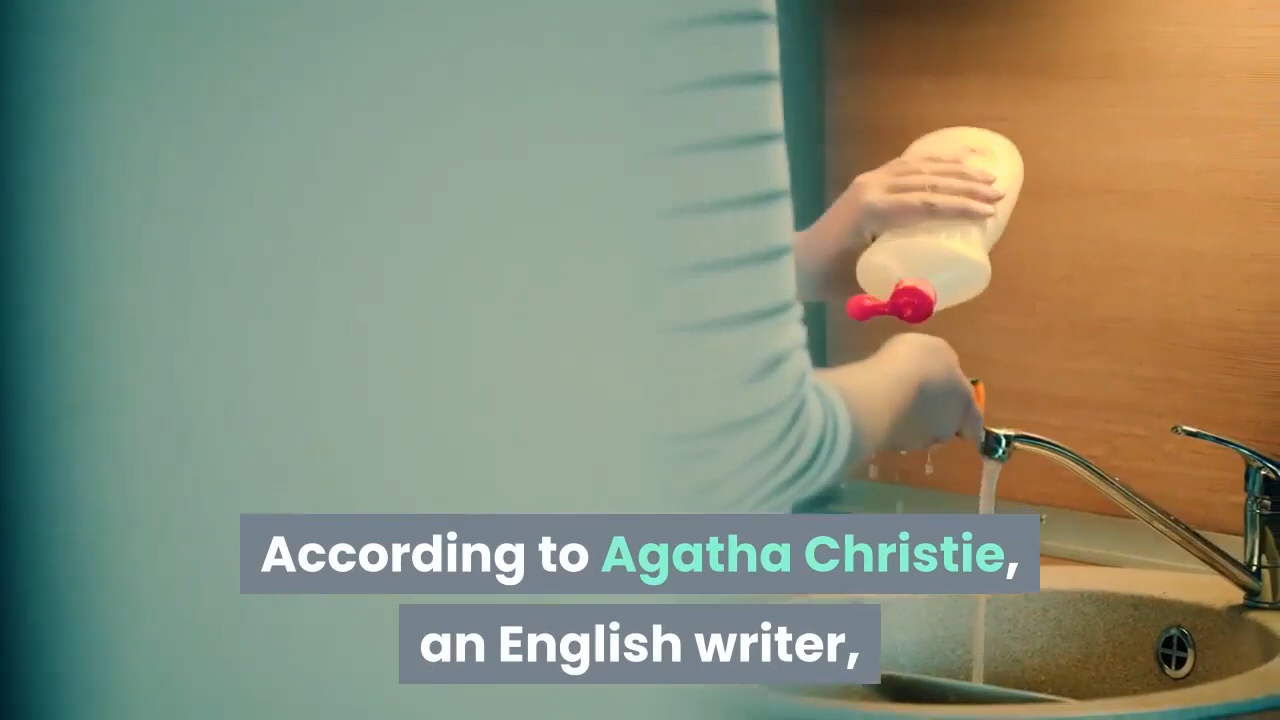 According to Agatha Christie,
an English writer,